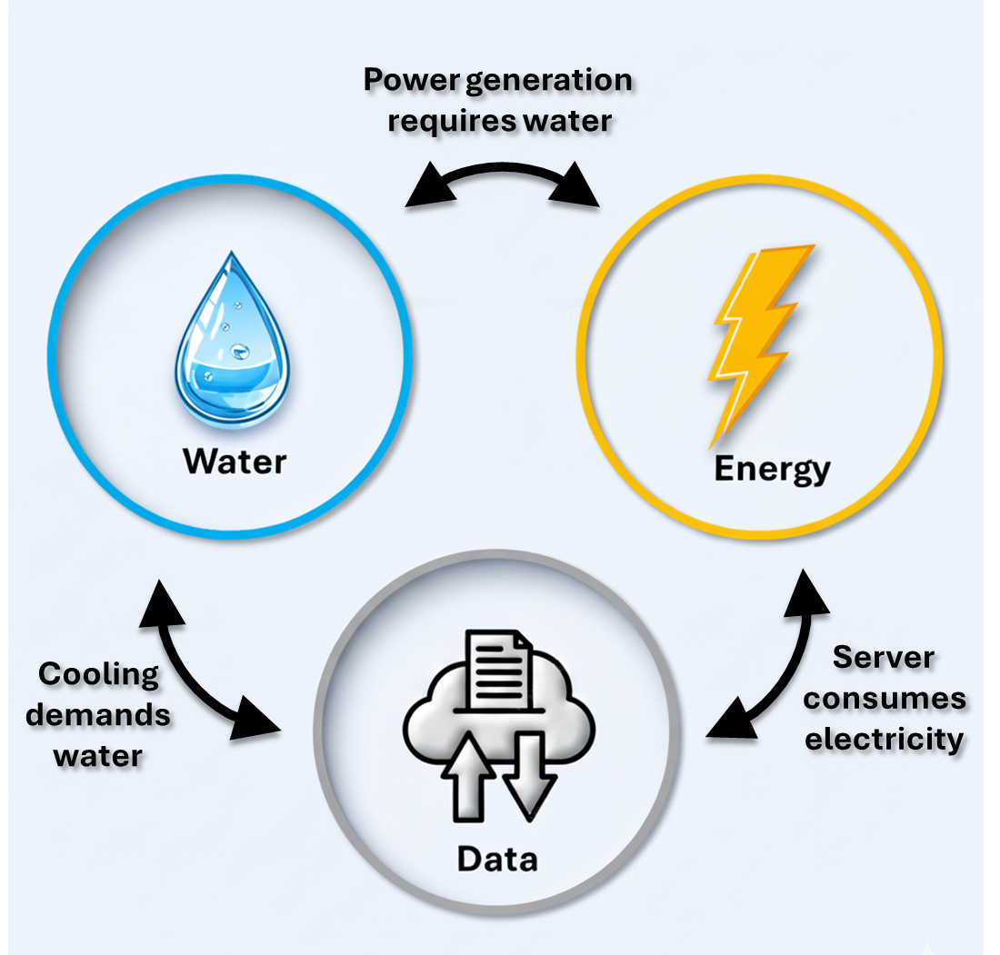 Power generation
requires water
Water
Energy
Cooling
demands
water
Server
consumes
electricity
Data